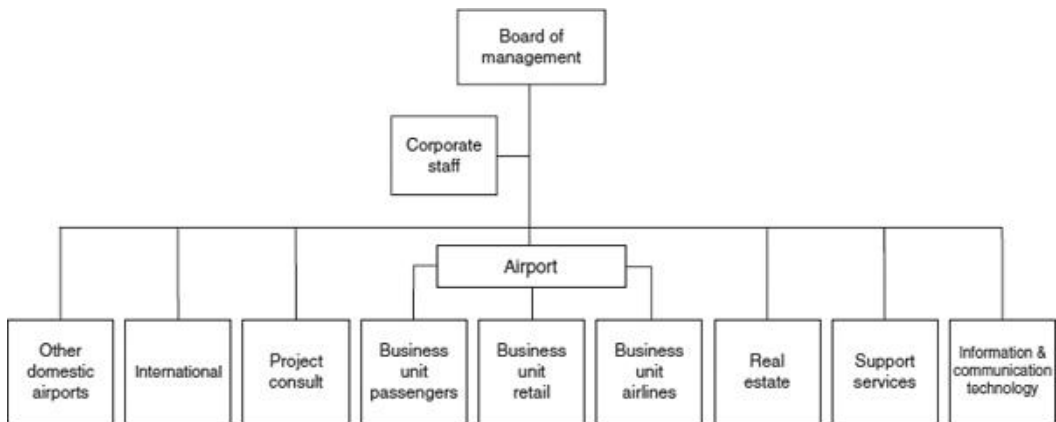 Board of
management
Corporate
staff
Airport
Other
domestic
airports
International
Project
consult
Business
unit
passengers
Business
unit
retail
Business
unit
airlines
Real
estate
Support
services
Information &
communication
technology